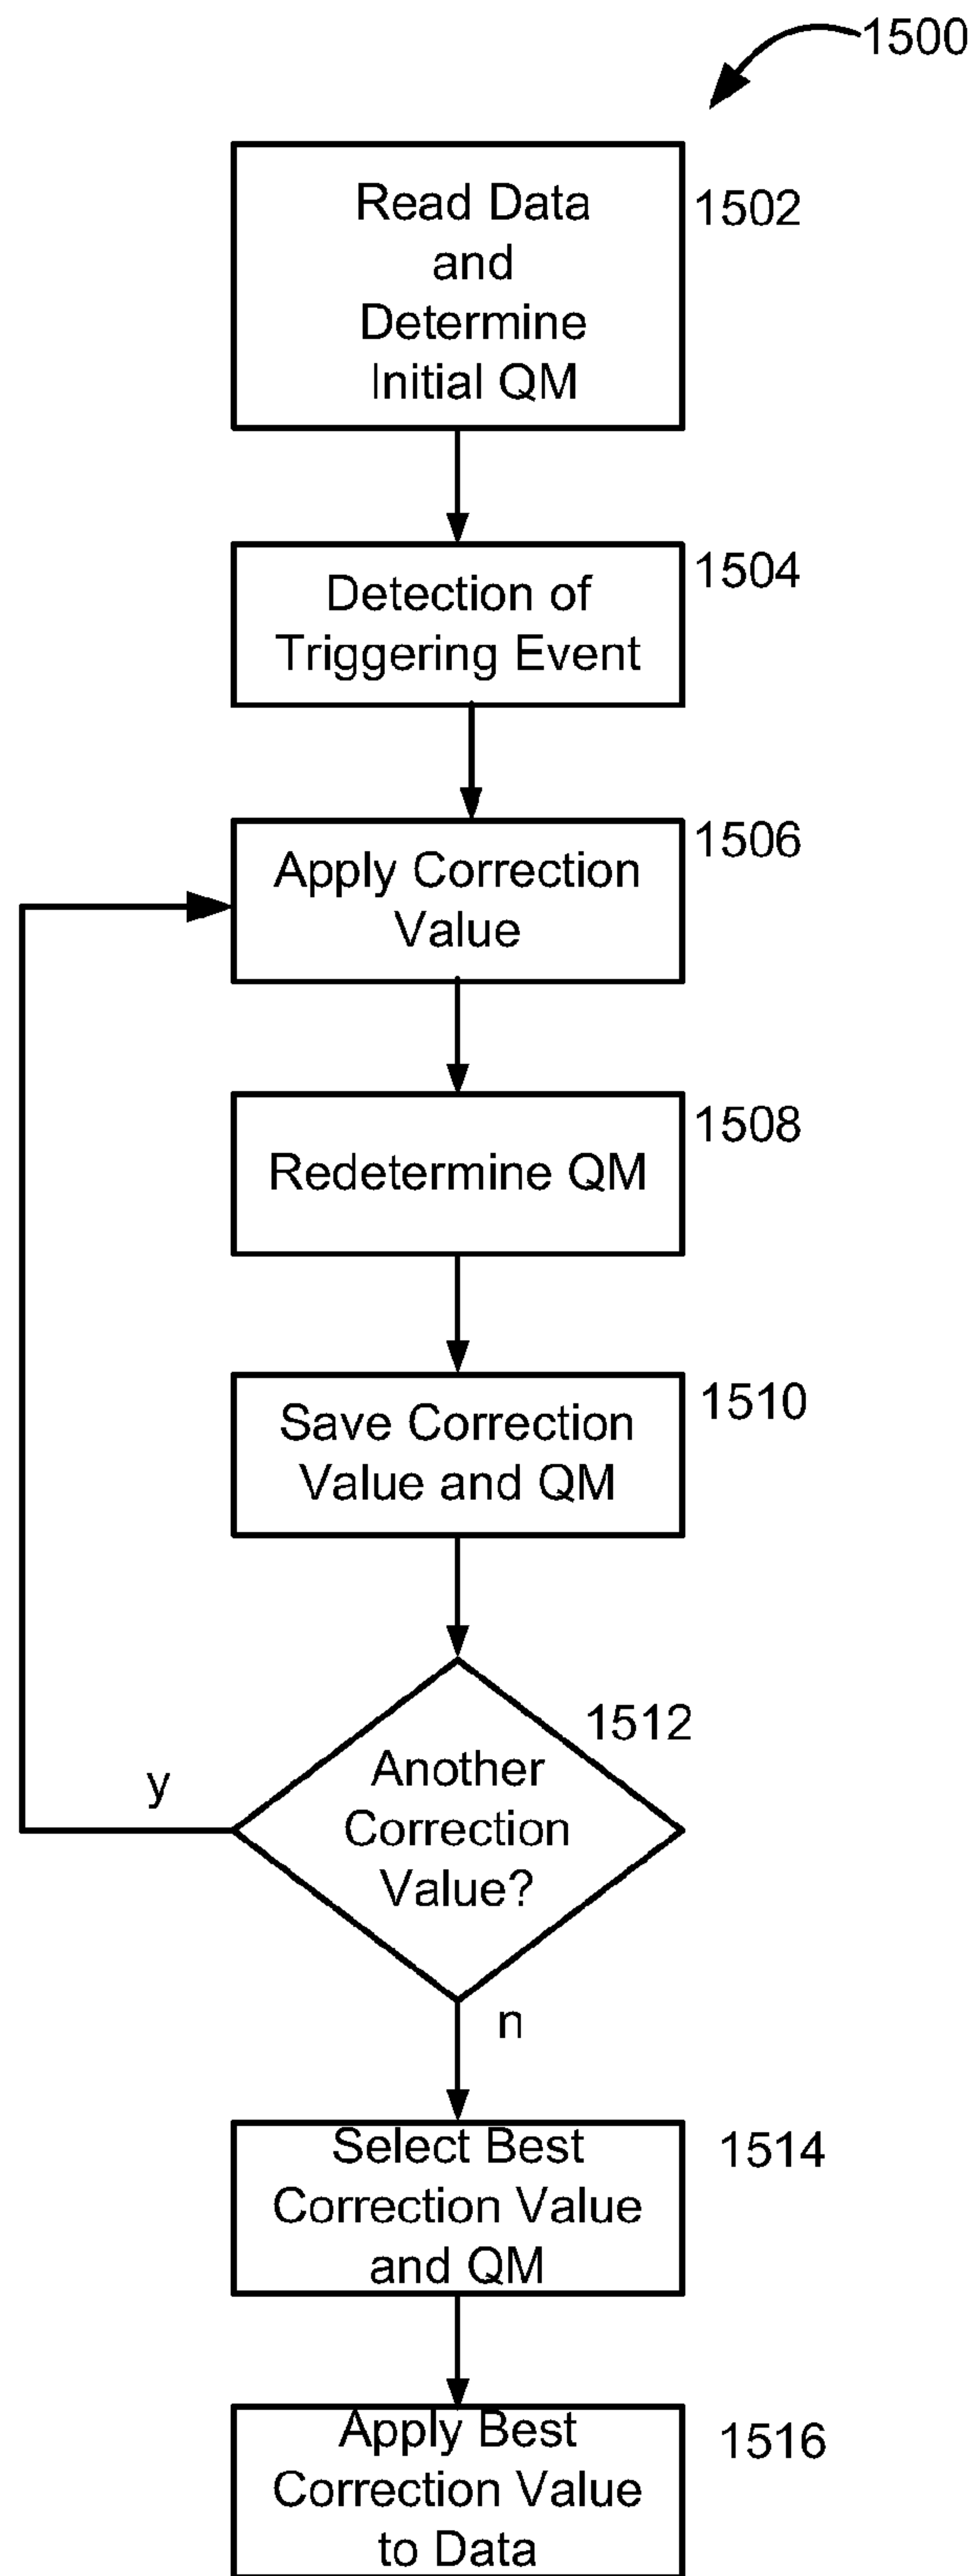 1500
Read Data
and
Determine
Initial QM
1502
Detection of
Triggering Event
1504
Apply Correction
Value
1506
Redetermine QM
1508
Save Correction
Value and QM
1510
Another
Correction
Value?
1512
y
n
Select Best
Correction Value
and QM
1514
Apply Best
Correction Value
to Data
1516